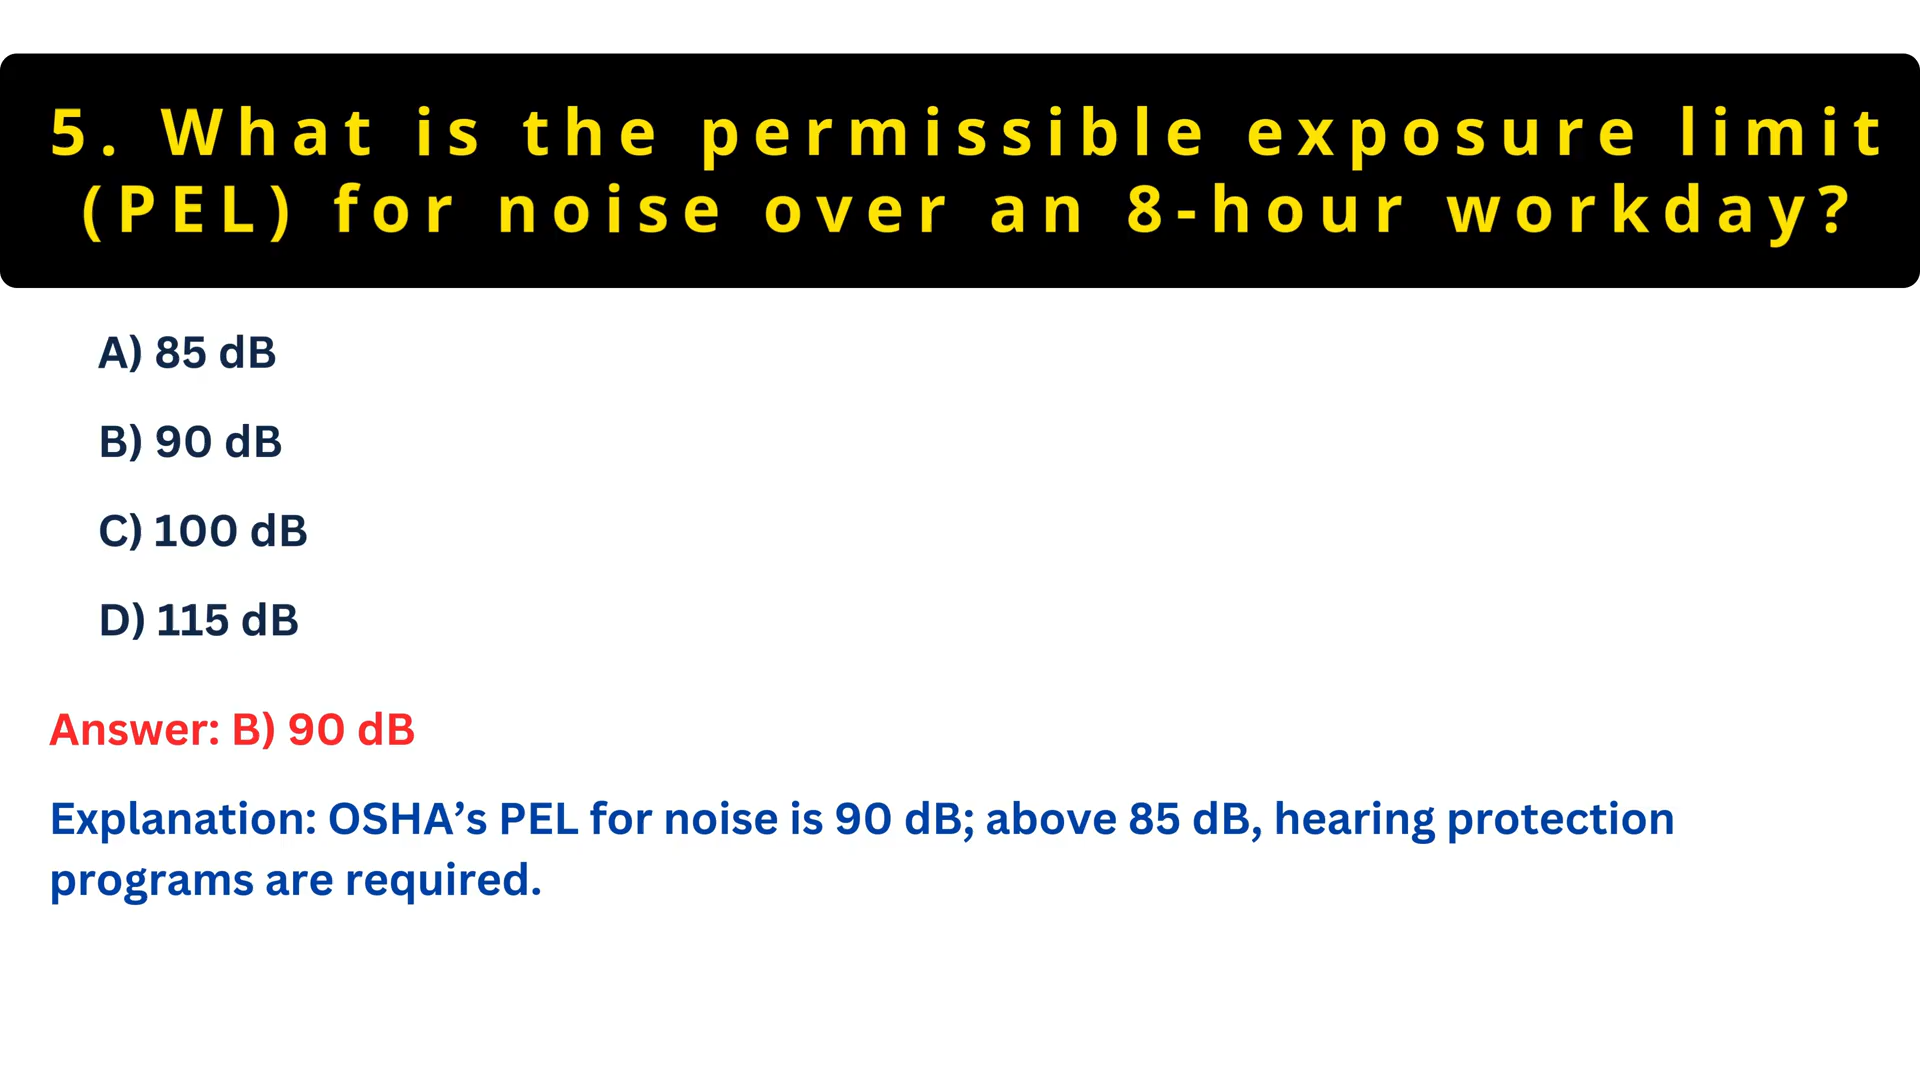 5. What is the permissible exposure limit
(PEL) for noise over an 8-hour workday?
A) 85 dB
B) 90 dB
C) 100 dB
D) 115 dB
Answer: B) 90 dB
Explanation: OSHA’s PEL for noise is 90 dB; above 85 dB, hearing protection
programs are required.